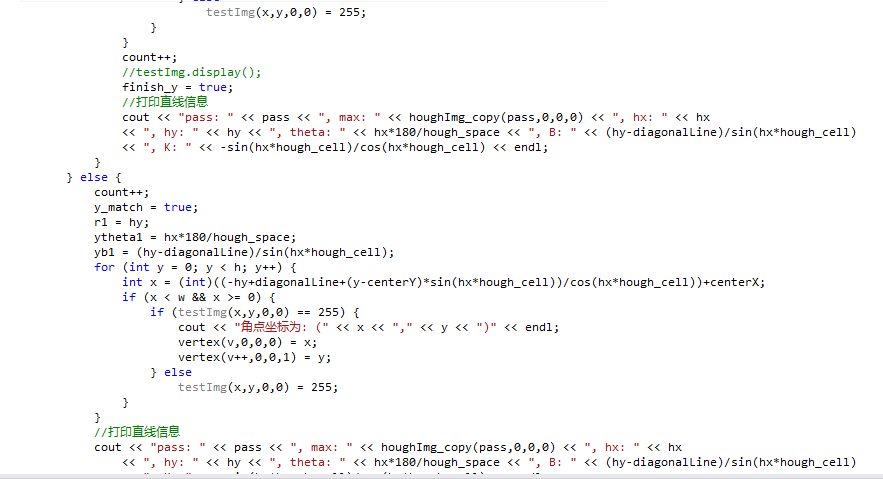 testImg(x,y,0,0) = 255;
}
}
count++;
//testImg.display();
finish_y = true;
//打印直线信息
cout << "pass: " << pass << ", max: " << houghImg_copy(pass,0,0,0) << ", hx: " << hx
<< ", hy: " << hy << ", theta: " << hx*180/hough_space << ", B: " << (hy-diagonalLine)/sin(hx*hough_cell)
<< ", K: " << -sin(hx*hough_cell)/cos(hx*hough_cell) << endl;
}
} else {
count++;
y_match = true;
r1 = hy;
ytheta1 = hx*180/hough_space;
yb1 = (hy-diagonalLine)/sin(hx*hough_cell);
for (int y = 0; y < h; y++) {
int x = (int)((-hy+diagonalLine+(y-centerY)*sin(hx*hough_cell))/cos(hx*hough_cell))+centerX;
if (x < w && x >= 0) {
if (testImg(x,y,0,0) == 255) {
cout << "角点坐标为: (" << x << "," << y << ")" << endl;
vertex(v,0,0,0) = x;
vertex(v++,0,0,1) = y;
} else
testImg(x,y,0,0) = 255;
}
}
//打印直线信息
cout << "pass: " << pass << ", max: " << houghImg_copy(pass,0,0,0) << ", hx: " << hx
<< ", hy: " << hy << ", theta: " << hx*180/hough_space << ", B: " << (hy-diagonalLine)/sin(hx*hough_cell)